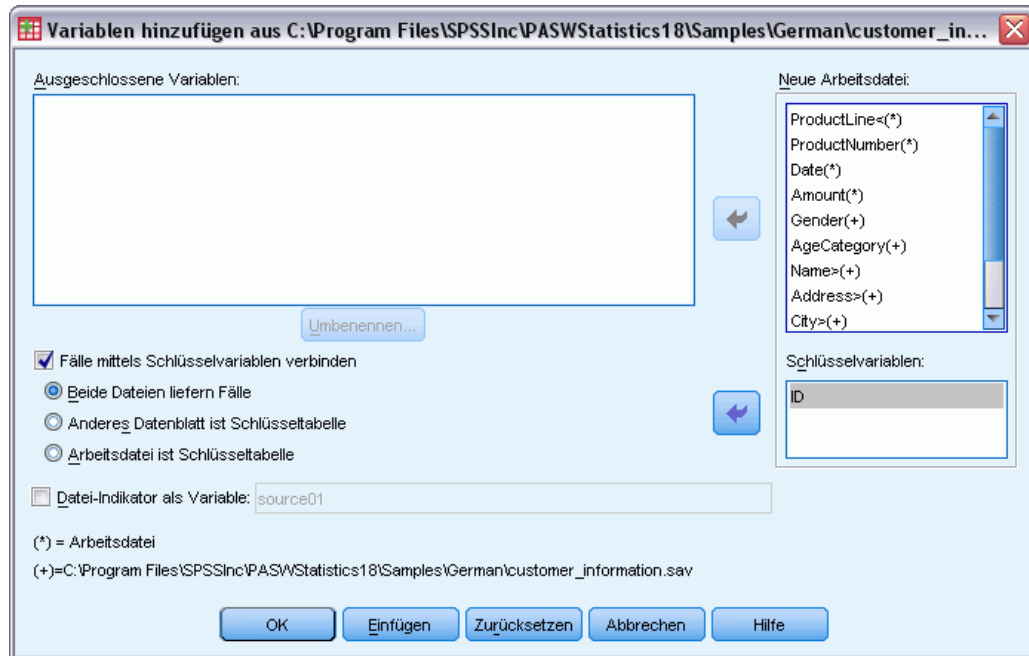 Variablen hinzufügen aus C:\Program Files\SPSSInc\PASWStatistics18\Samples\German\customer_in...
Ausgeschlossene Variablen:
Neue Arbeitsdatei:
ProductLine<(*)
ProductNumber(*)
Date(*)
Amount(*)
Gender(+)
AgeCategory(+)
Name>(+)
Address>(+)
City>(+)
Umbenennen...
Fälle mittels Schlüsselvariablen verbinden
Beide Dateien liefern Fälle
Anderes Datenblatt ist Schlüsseltabelle
Arbeitsdatei ist Schlüsseltabelle
Schlüsselvariablen:
ID
Datei-Indikator als Variable: source01
(*) = Arbeitsdatei
(+)=C:\Program Files\SPSSInc\PASWStatistics18\Samples\German\customer_information.sav
OK Einfügen Zurücksetzen Abbrechen Hilfe